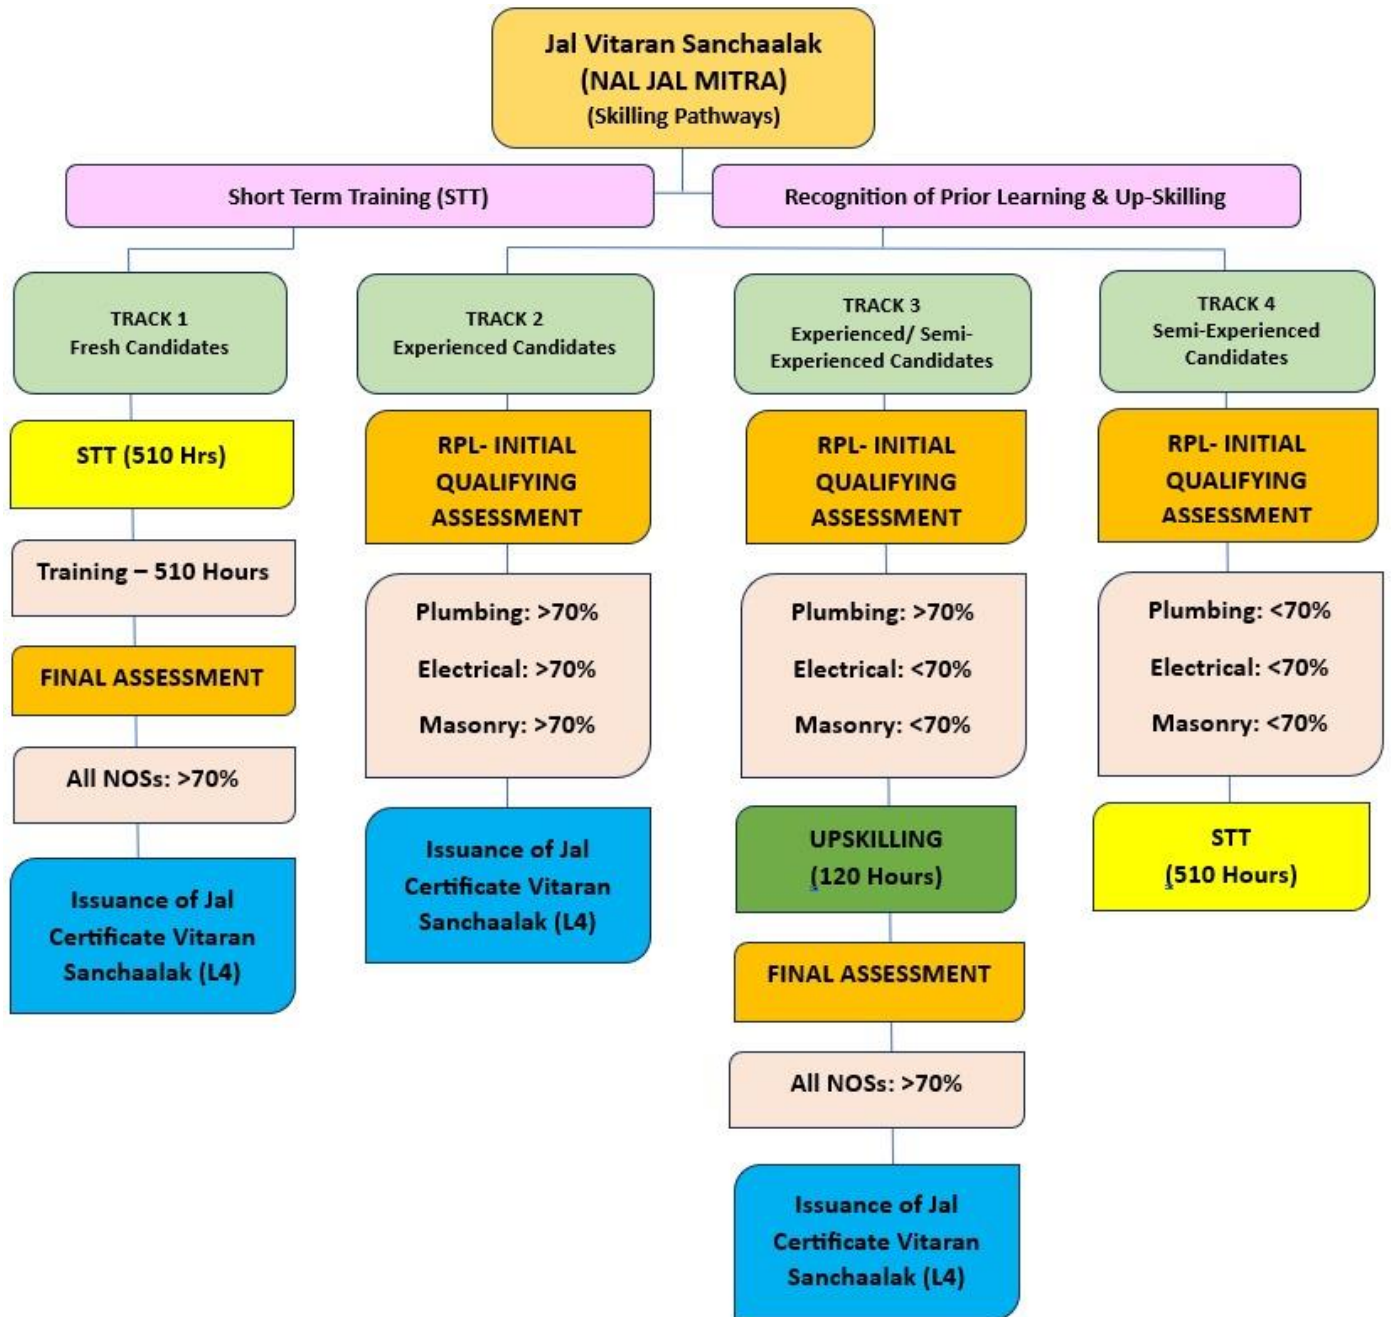 Jal Vitaran Sanchaalak
(NAL JAL MITRA)
(Skilling Pathways)
Short Term Training (STT)
Recognition of Prior Learning & Up-Skilling
TRACK 1
Fresh Candidates
STT (510 Hrs)
Training – 510 Hours
FINAL ASSESSMENT
All NOSs: >70%
Issuance of Jal
Certificate Vitaran
Sanchaalak (L4)
TRACK 2
Experienced Candidates
RPL- INITIAL
QUALIFYING
ASSESSMENT
Plumbing: >70%
Electrical: >70%
Masonry: >70%
Issuance of Jal
Certificate Vitaran
Sanchaalak (L4)
TRACK 3
Experienced/ Semi-
Experienced Candidates
RPL- INITIAL
QUALIFYING
ASSESSMENT
Plumbing: >70%
Electrical: <70%
Masonry: <70%
UPSKILLING
(120 Hours)
FINAL ASSESSMENT
All NOSs: >70%
Issuance of Jal
Certificate Vitaran
Sanchaalak (L4)
TRACK 4
Semi-Experienced
Candidates
RPL- INITIAL
QUALIFYING
ASSESSMENT
Plumbing: <70%
Electrical: <70%
Masonry: <70%
STT
(510 Hours)